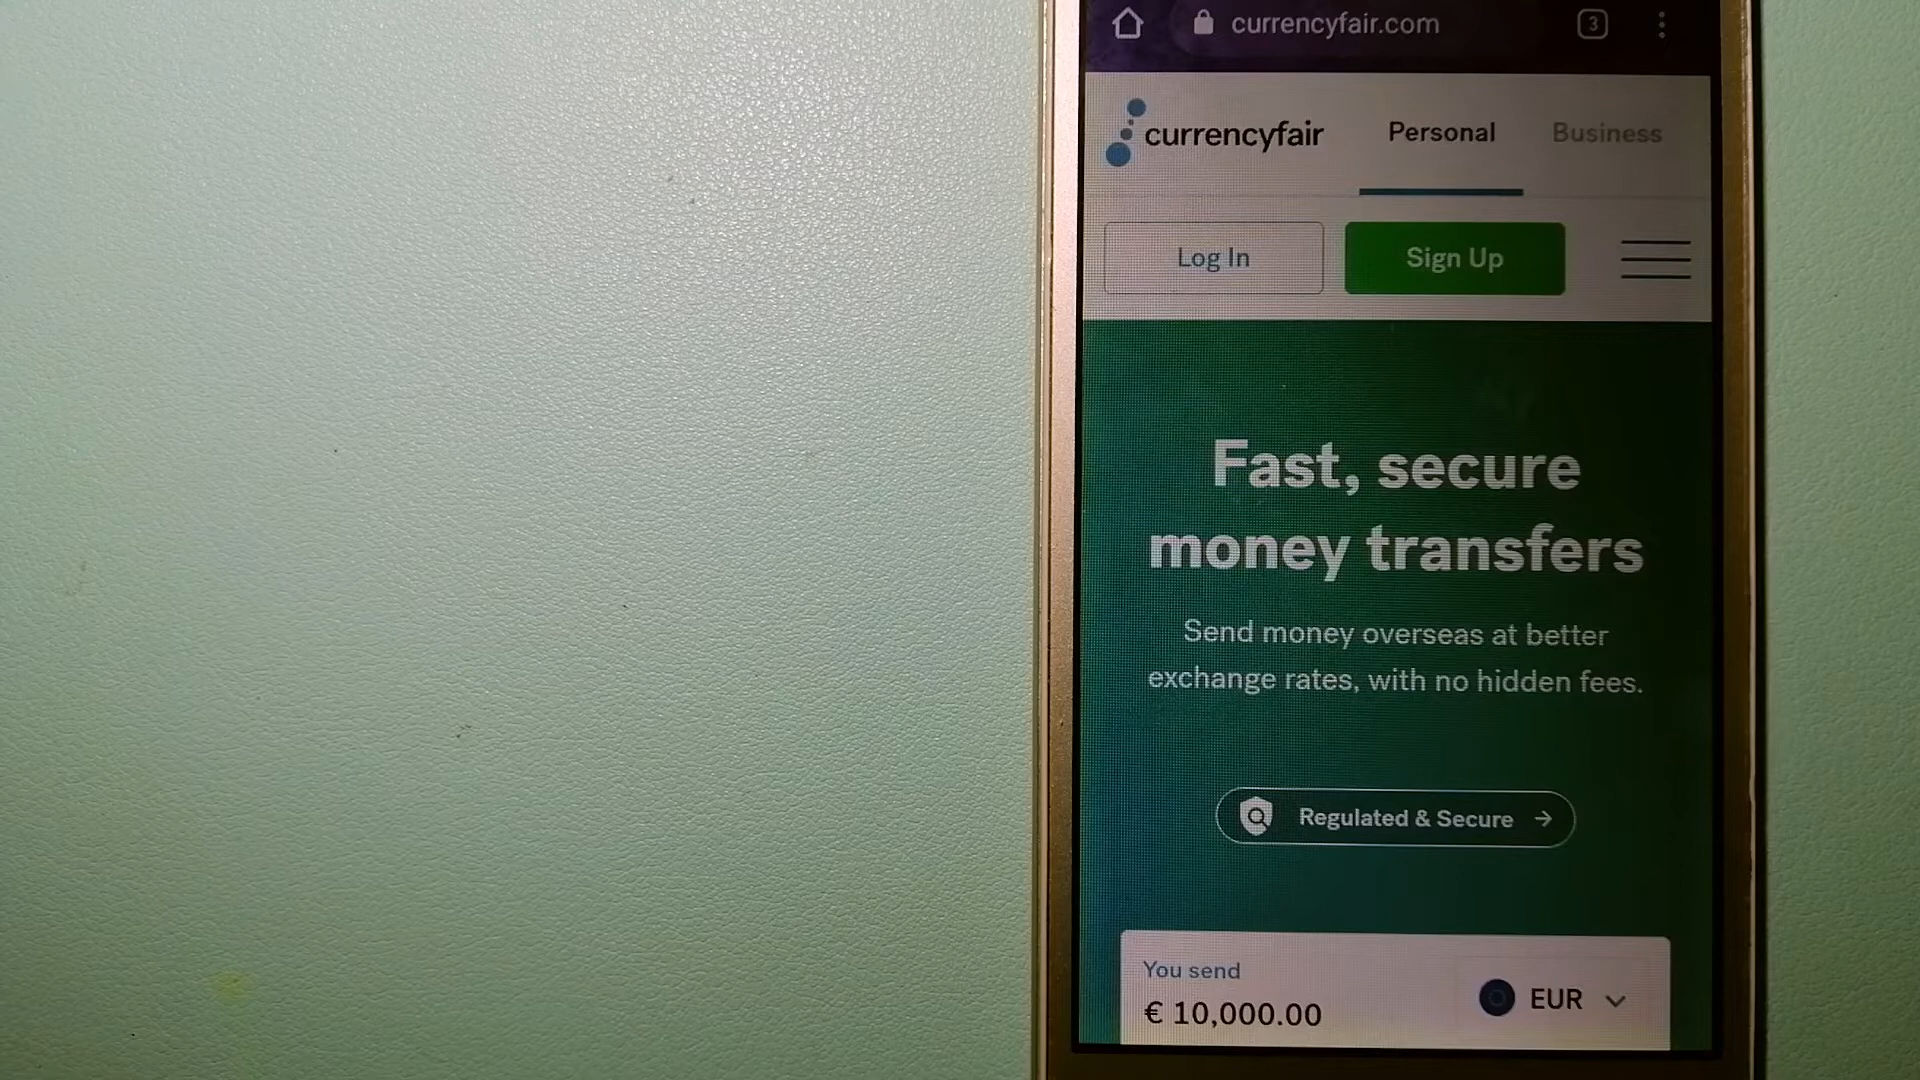 currencyfair.com
3
currencyfair
Personal
Business
Log In
Sign Up
Fast, secure
money transfers
Send money overseas at better
exchange rates, with no hidden fees.
Regulated & Secure →
You send
€ 10,000.00
EUR